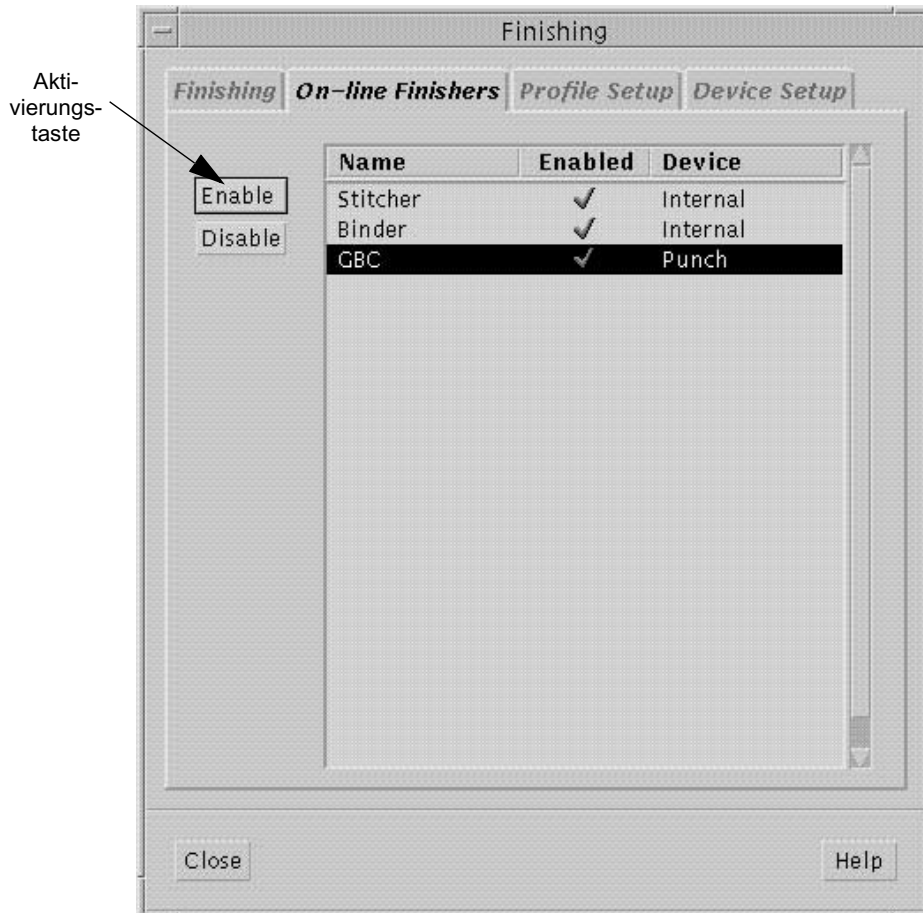 Finishing
Akti-
vierungs-
taste
Finishing On-line Finishers Profile Setup Device Setup
Enable
Disable
Name Enabled Device
Stitcher ✓ Internal
Binder ✓ Internal
GBC ✓ Punch
Close Help